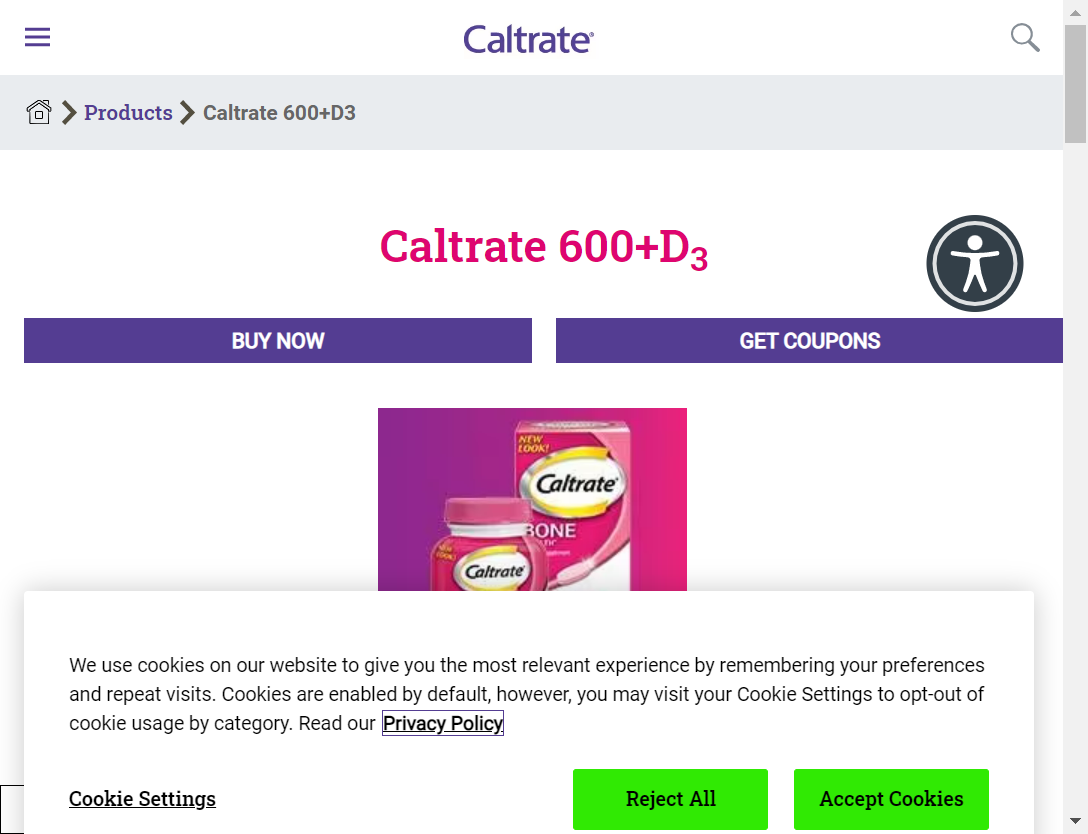 Caltrate®
Products
Caltrate 600+D3
Caltrate 600+D3
BUY NOW
GET COUPONS
NEW
LOOK!
Caltrate®
BONE
Caltrate®
We use cookies on our website to give you the most relevant experience by remembering your preferences
and repeat visits. Cookies are enabled by default, however, you may visit your Cookie Settings to opt-out of
cookie usage by category. Read our Privacy Policy
Cookie Settings
Reject All
Accept Cookies